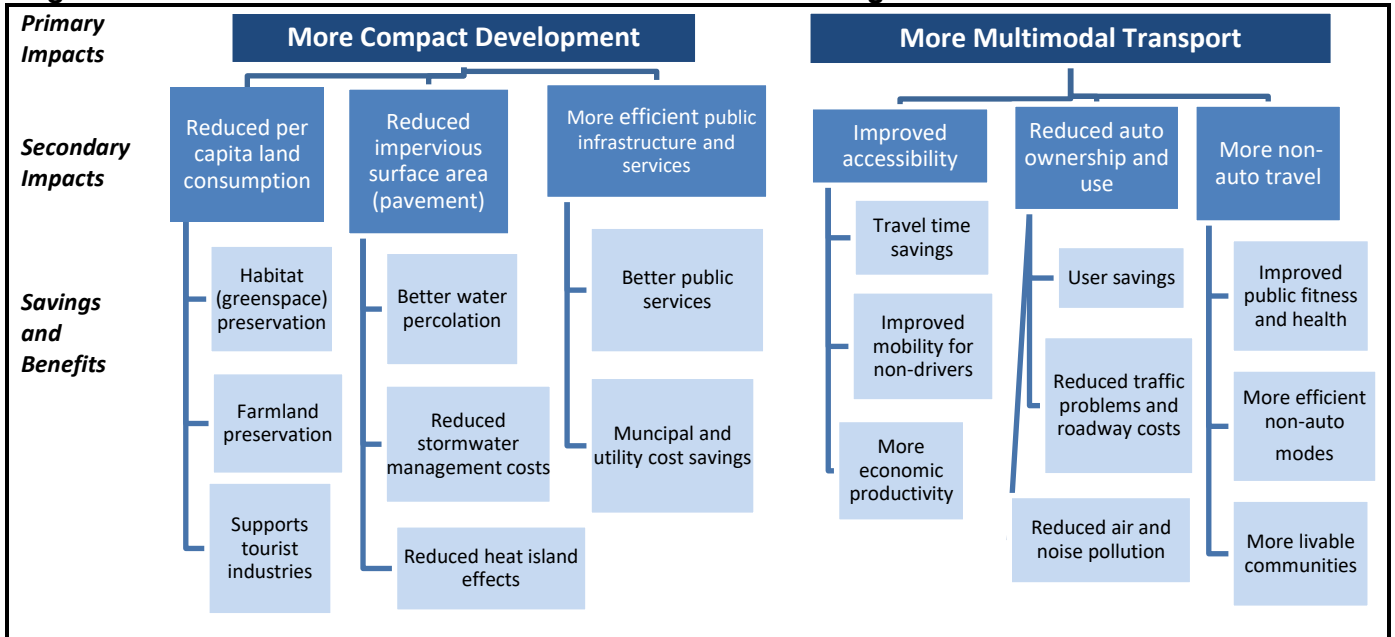 Primary
Impacts
More Compact Development
More Multimodal Transport
Secondary
Impacts
Reduced per
capita land
consumption
Reduced
impervious
surface area
(pavement)
More efficient public
infrastructure and
services
Improved
accessibility
Reduced auto
ownership and
use
More non-
auto travel
Savings
and
Benefits
Habitat
(greenspace)
preservation
Farmland
preservation
Supports
tourist
industries
Better water
percolation
Reduced
stormwater
management costs
Reduced heat island
effects
Better public
services
Muncipal and
utility cost savings
Travel time
savings
Improved
mobility for
non-drivers
More
economic
productivity
User savings
Reduced traffic
problems and
roadway costs
Reduced air and
noise pollution
Improved
public fitness
and health
More efficient
non-auto
modes
More livable
communities